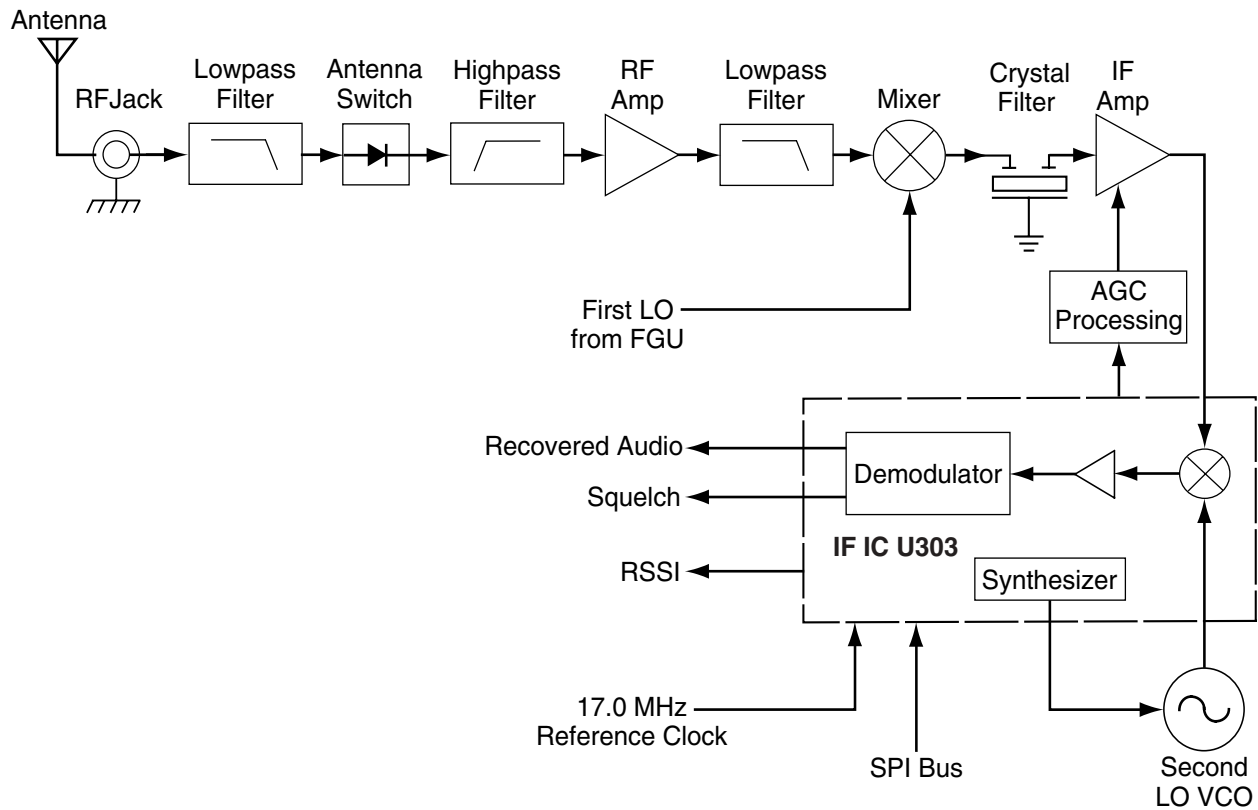 Antenna
RFJack
Lowpass
Filter
Antenna
Switch
Highpass
Filter
RF
Amp
Lowpass
Filter
Mixer
Crystal
Filter
IF
Amp
First LO
from FGU
AGC
Processing
Recovered Audio
Squelch
RSSI
Demodulator
IF IC U303
Synthesizer
17.0 MHz
Reference Clock
SPI Bus
Second
LO VCO